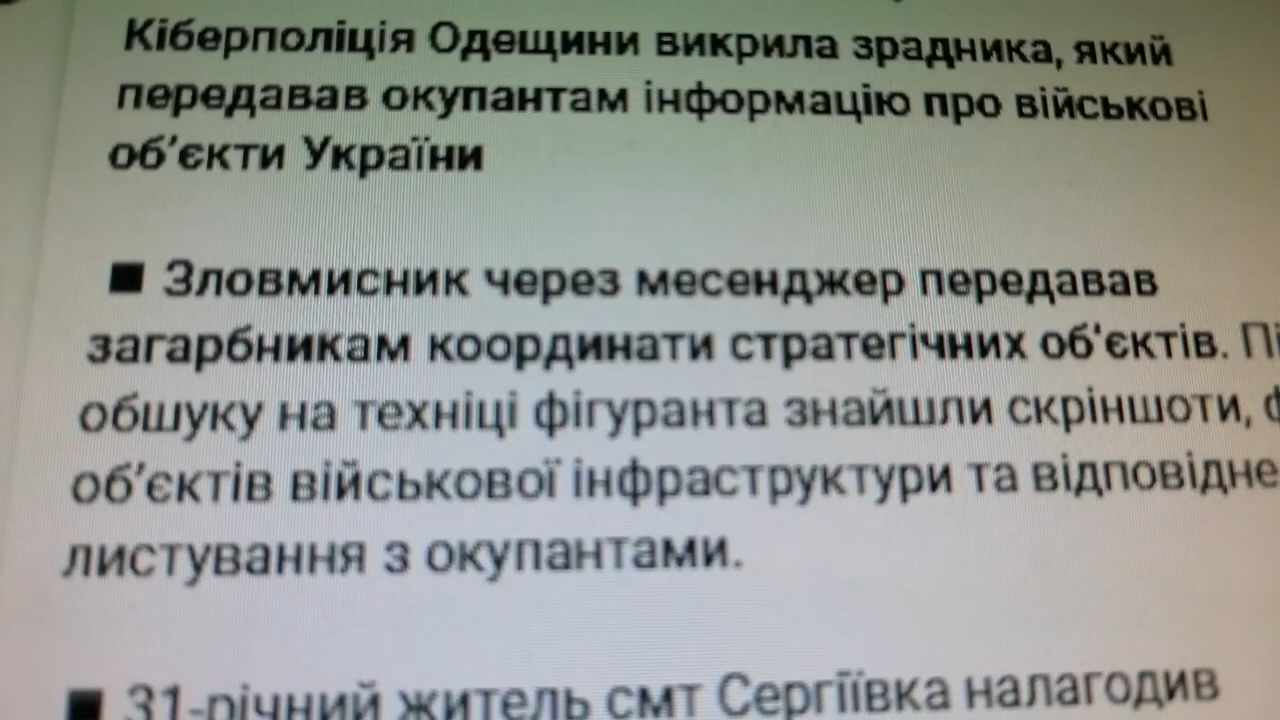 Кіберполіція Одещини викрила зрадника, який
передавав окупантам інформацію про військові
об’єкти України
■ Зловмисник через месенджер передавав
загарбникам координати стратегічних об‘єктів.
обшуку на техніці фігуранта знайшли скріншоти,
об’єктів військової інфраструктури та відповідне
листування з окупантами.
■ 31-річний житель смт Сергіївка налагодив